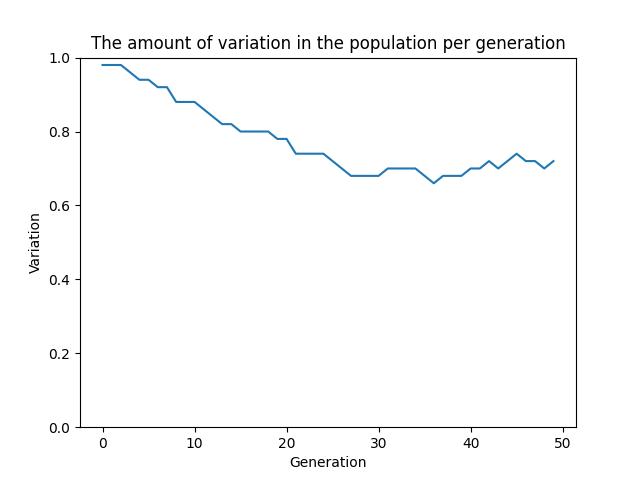 The amount of variation in the population per generation
1.0
0.8
0.6
0.4
0.2
0.0
Variation
0 10 20 30 40 50
Generation